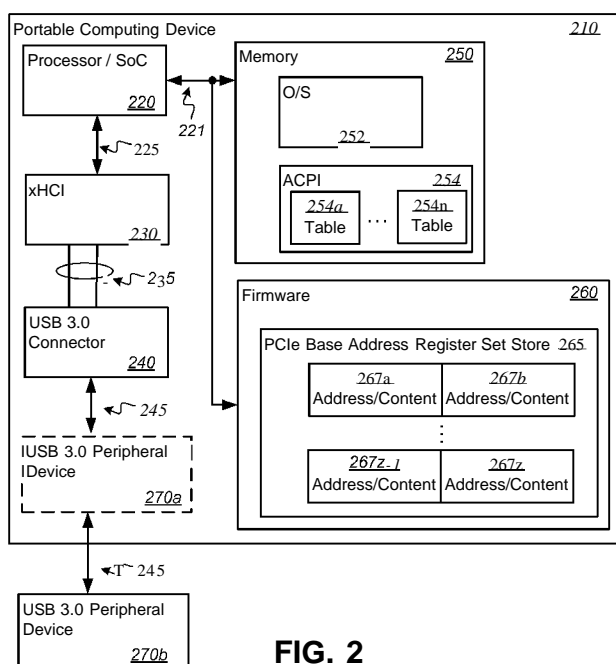 Portable Computing Device 210
Processor / SoC
220
221
225
xHCI
230
235
USB 3.0
Connector
240
245
IUSB 3.0 Peripheral
IDevice
270a
T 245
USB 3.0 Peripheral
Device
270b
Memory 250
O/S
252
ACPI 254
254a
Table
...
254n
Table
Firmware 260
PCIe Base Address Register Set Store 265
267a 267b
Address/Content Address/Content
267z-1 267z
Address/Content Address/Content
FIG. 2